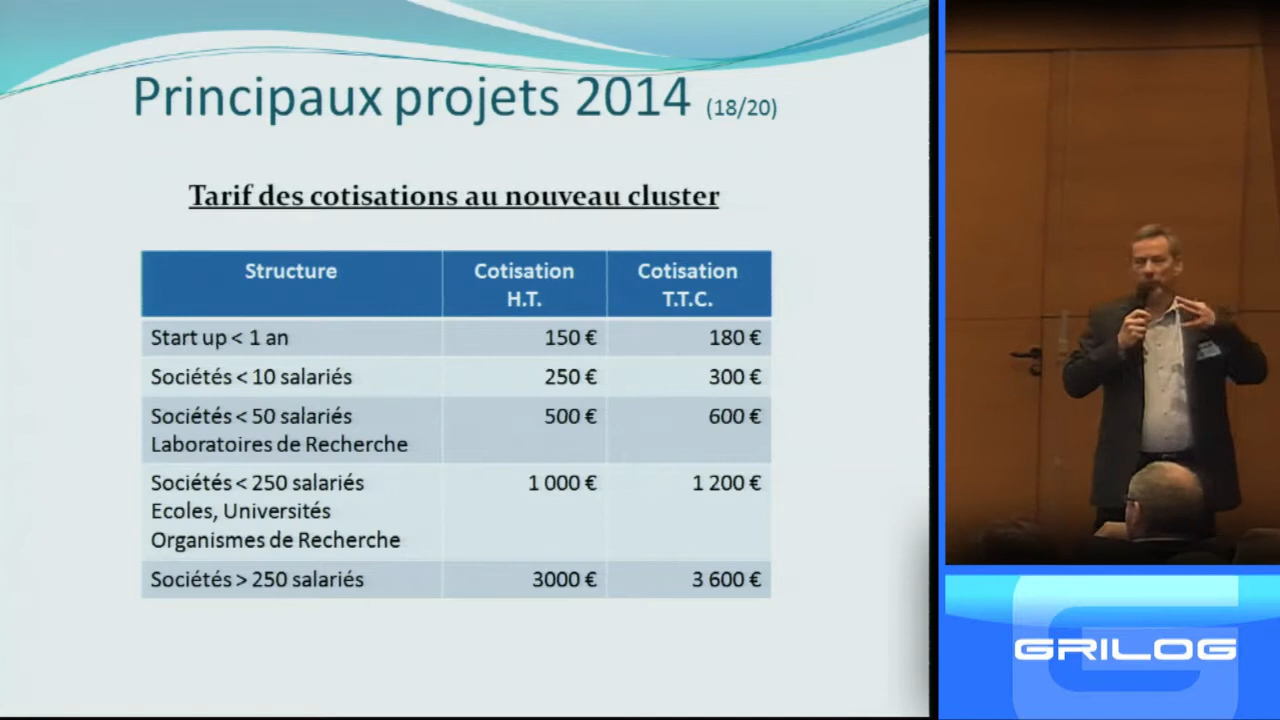 Principaux projets 2014 (18/20)
Tarif des cotisations au nouveau cluster
Structure
Cotisation
H.T.
Cotisation
T.T.C.
Start up < 1 an
150 €
180 €
Sociétés < 10 salariés
250 €
300 €
Sociétés < 50 salariés
Laboratoires de Recherche
500 €
600 €
Sociétés < 250 salariés
Ecoles, Universités
Organismes de Recherche
1 000 €
1 200 €
Sociétés > 250 salariés
3000 €
3 600 €
GRILOG